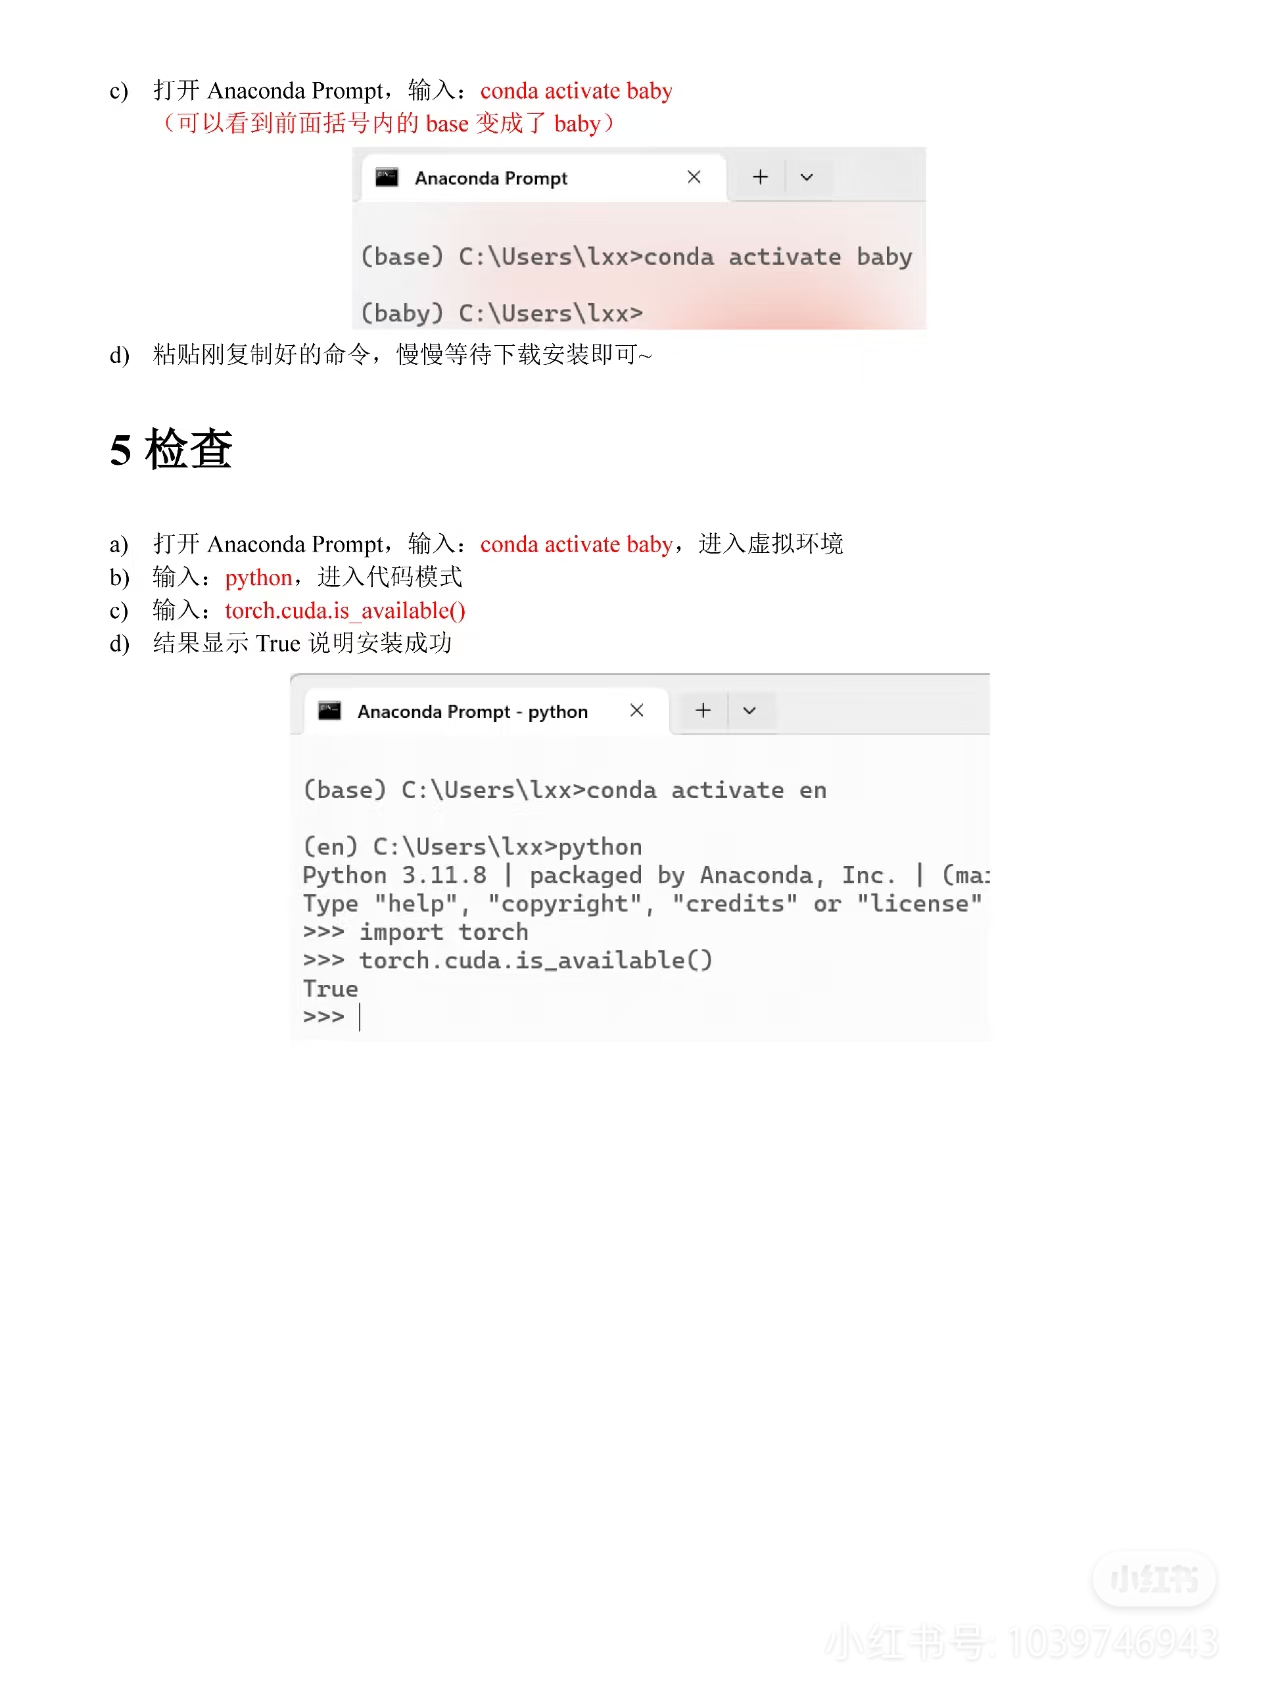 c) 打开 Anaconda Prompt，输入：conda activate baby
（可以看到前面括号内的 base 变成了 baby）
Anaconda Prompt
(base) C:\Users\lxx>conda activate baby
(baby) C:\Users\lxx>
d) 粘贴刚复制好的命令，慢慢等待下载安装即可~
5 检查
a) 打开 Anaconda Prompt，输入：conda activate baby，进入虚拟环境
b) 输入：python，进入代码模式
c) 输入：torch.cuda.is_available()
d) 结果显示 True 说明安装成功
Anaconda Prompt - python
(base) C:\Users\lxx>conda activate en
(en) C:\Users\lxx>python
Python 3.11.8 | packaged by Anaconda, Inc. | (mai
Type "help", "copyright", "credits" or "license"
>>> import torch
>>> torch.cuda.is_available()
True
>>>
小红书
小红书号: 1039746943